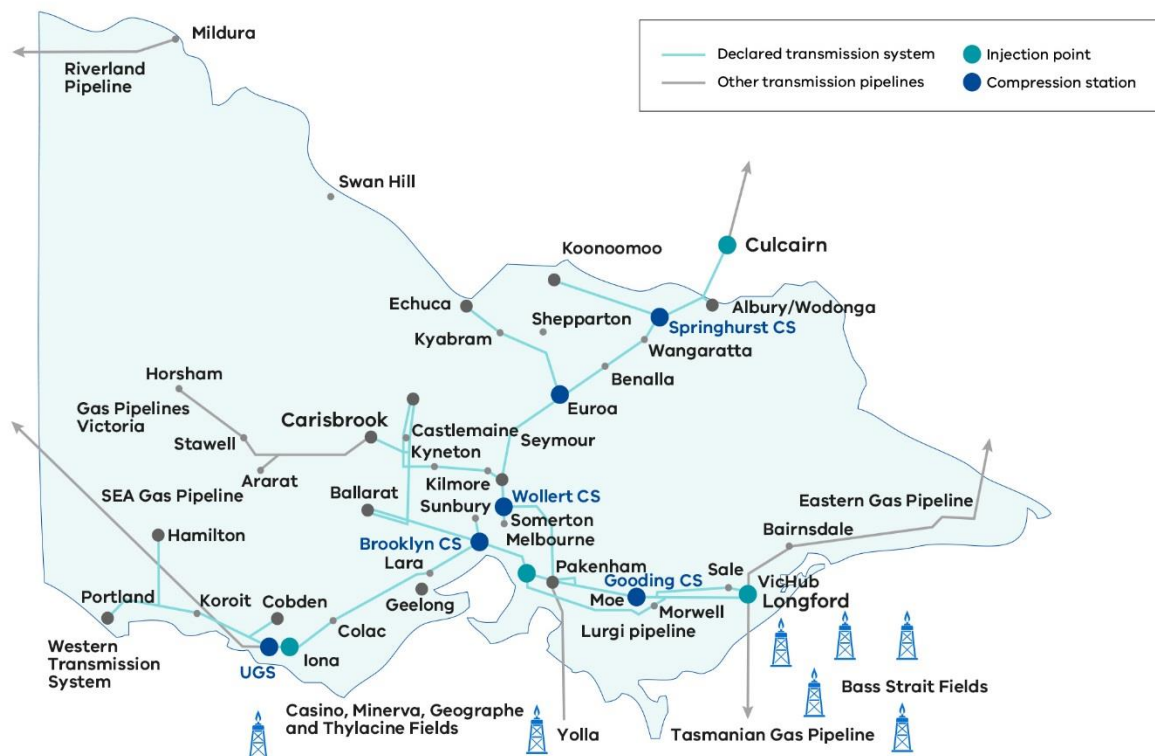 Mildura
Riverland
Pipeline
Declared transmission system
Injection point
Other transmission pipelines
Compression station
Swan Hill
Culcairn
Koonoomoo
Echuca
Shepparton
Albury/Wodonga
Springhurst CS
Kyabram
Wangaratta
Benalla
Horsham
Euroa
Gas Pipelines
Victoria
Carisbrook
Castlemaine
Seymour
Stawell
Kyneton
Ararat
Kilmore
SEA Gas Pipeline
Ballarat
Wollert CS
Eastern Gas Pipeline
Sunbury
Somerton
Hamilton
Melbourne
Bairnsdale
Brooklyn CS
Lara
Pakenham
Gooding CS
Sale
VicHub
Portland
Koroit
Cobden
Geelong
Moe
Morwell
Longford
Colac
Lurgi pipeline
Western
Transmission
System
UGS
Iona
Bass Strait Fields
Casino, Minerva, Geographe
and Thylacine Fields
Yolla
Tasmanian Gas Pipeline